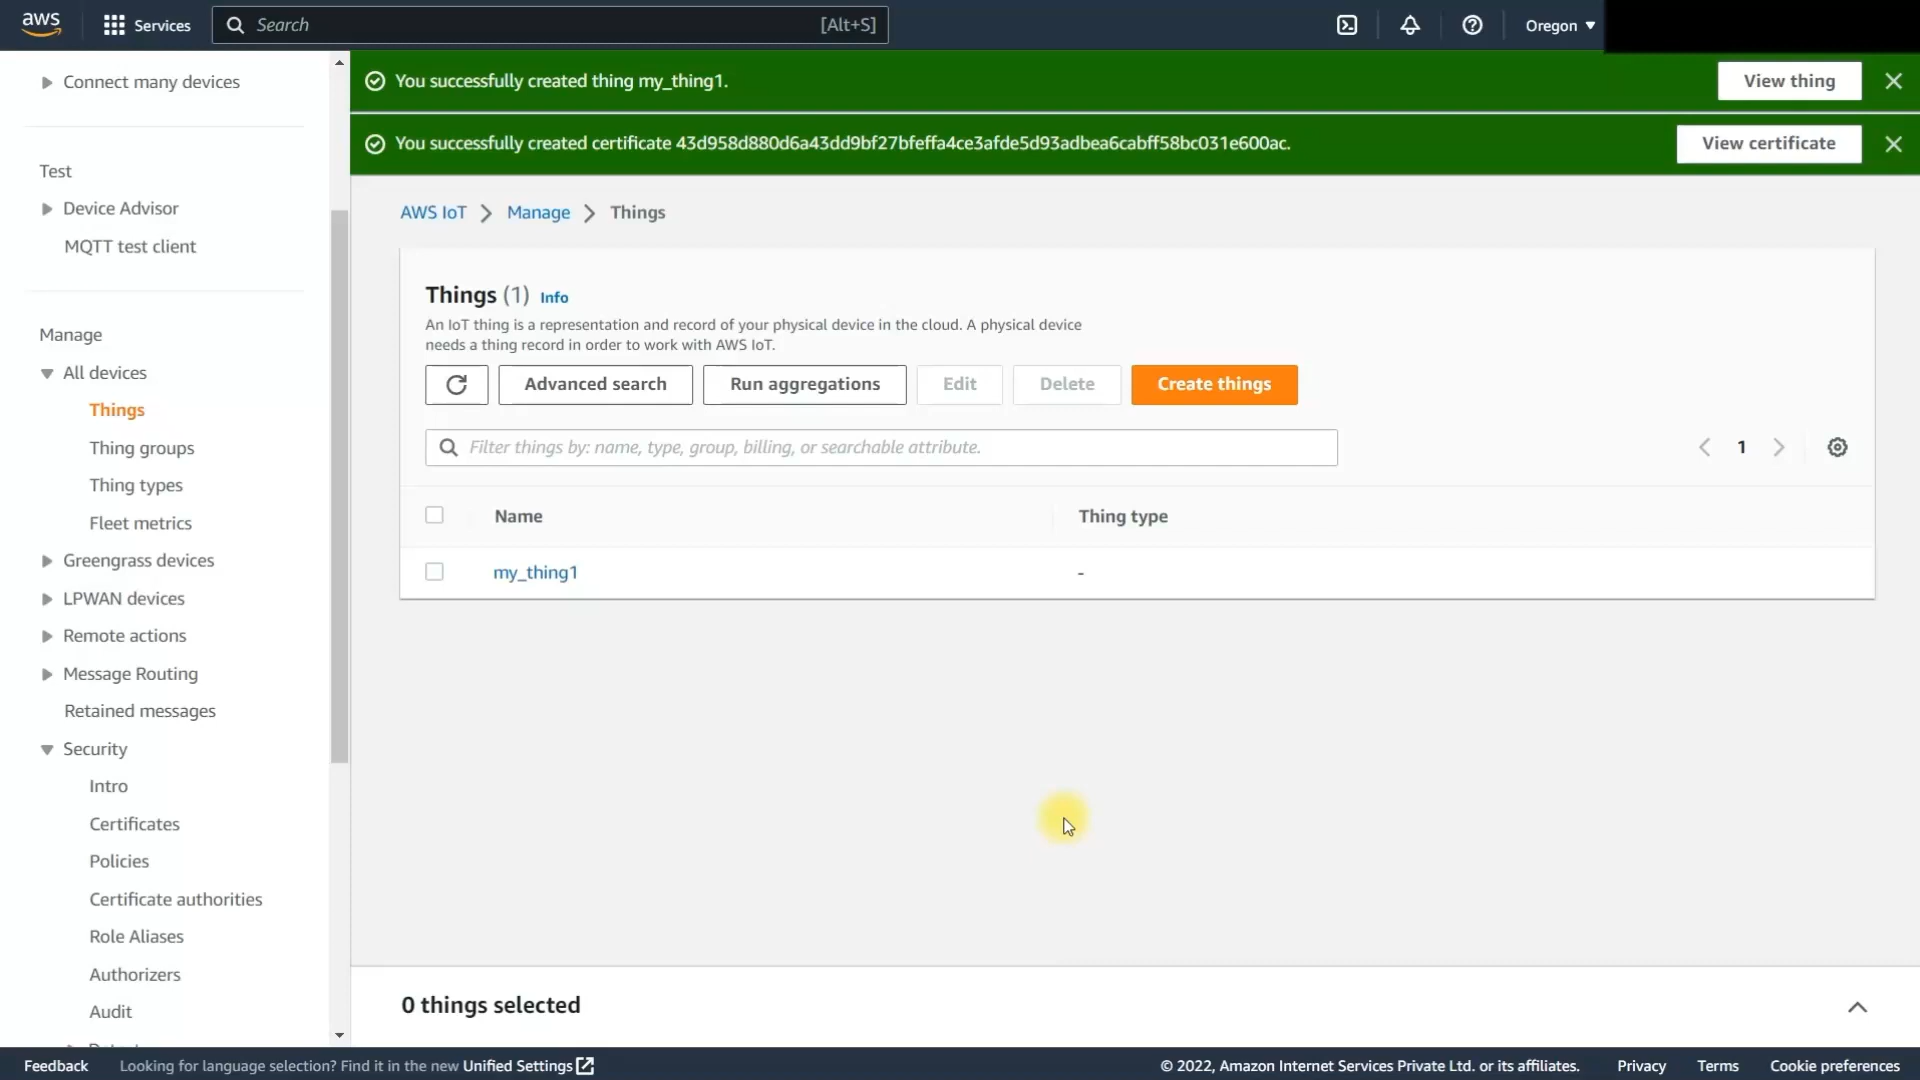 aws
Services
Search
[Alt+S]
Oregon
Connect many devices
Test
Device Advisor
MQTT test client
Manage
All devices
Things
Thing groups
Thing types
Fleet metrics
Greengrass devices
LPWAN devices
Remote actions
Message Routing
Retained messages
Security
Intro
Certificates
Policies
Certificate authorities
Role Aliases
Authorizers
Audit
You successfully created thing my_thing1.
View thing
You successfully created certificate 43d958d880d6a43dd9bf27bfeffa4ce3afde5d93adbea6cabff58bc031e600ac.
View certificate
AWS IoT
Manage
Things
Things (1) Info
An IoT thing is a representation and record of your physical device in the cloud. A physical device
needs a thing record in order to work with AWS IoT.
Advanced search
Run aggregations
Edit
Delete
Create things
Filter things by: name, type, group, billing, or searchable attribute.
1
Name
Thing type
my_thing1
-
0 things selected
Feedback
Looking for language selection? Find it in the new Unified Settings
© 2022, Amazon Internet Services Private Ltd. or its affiliates.
Privacy
Terms
Cookie preferences